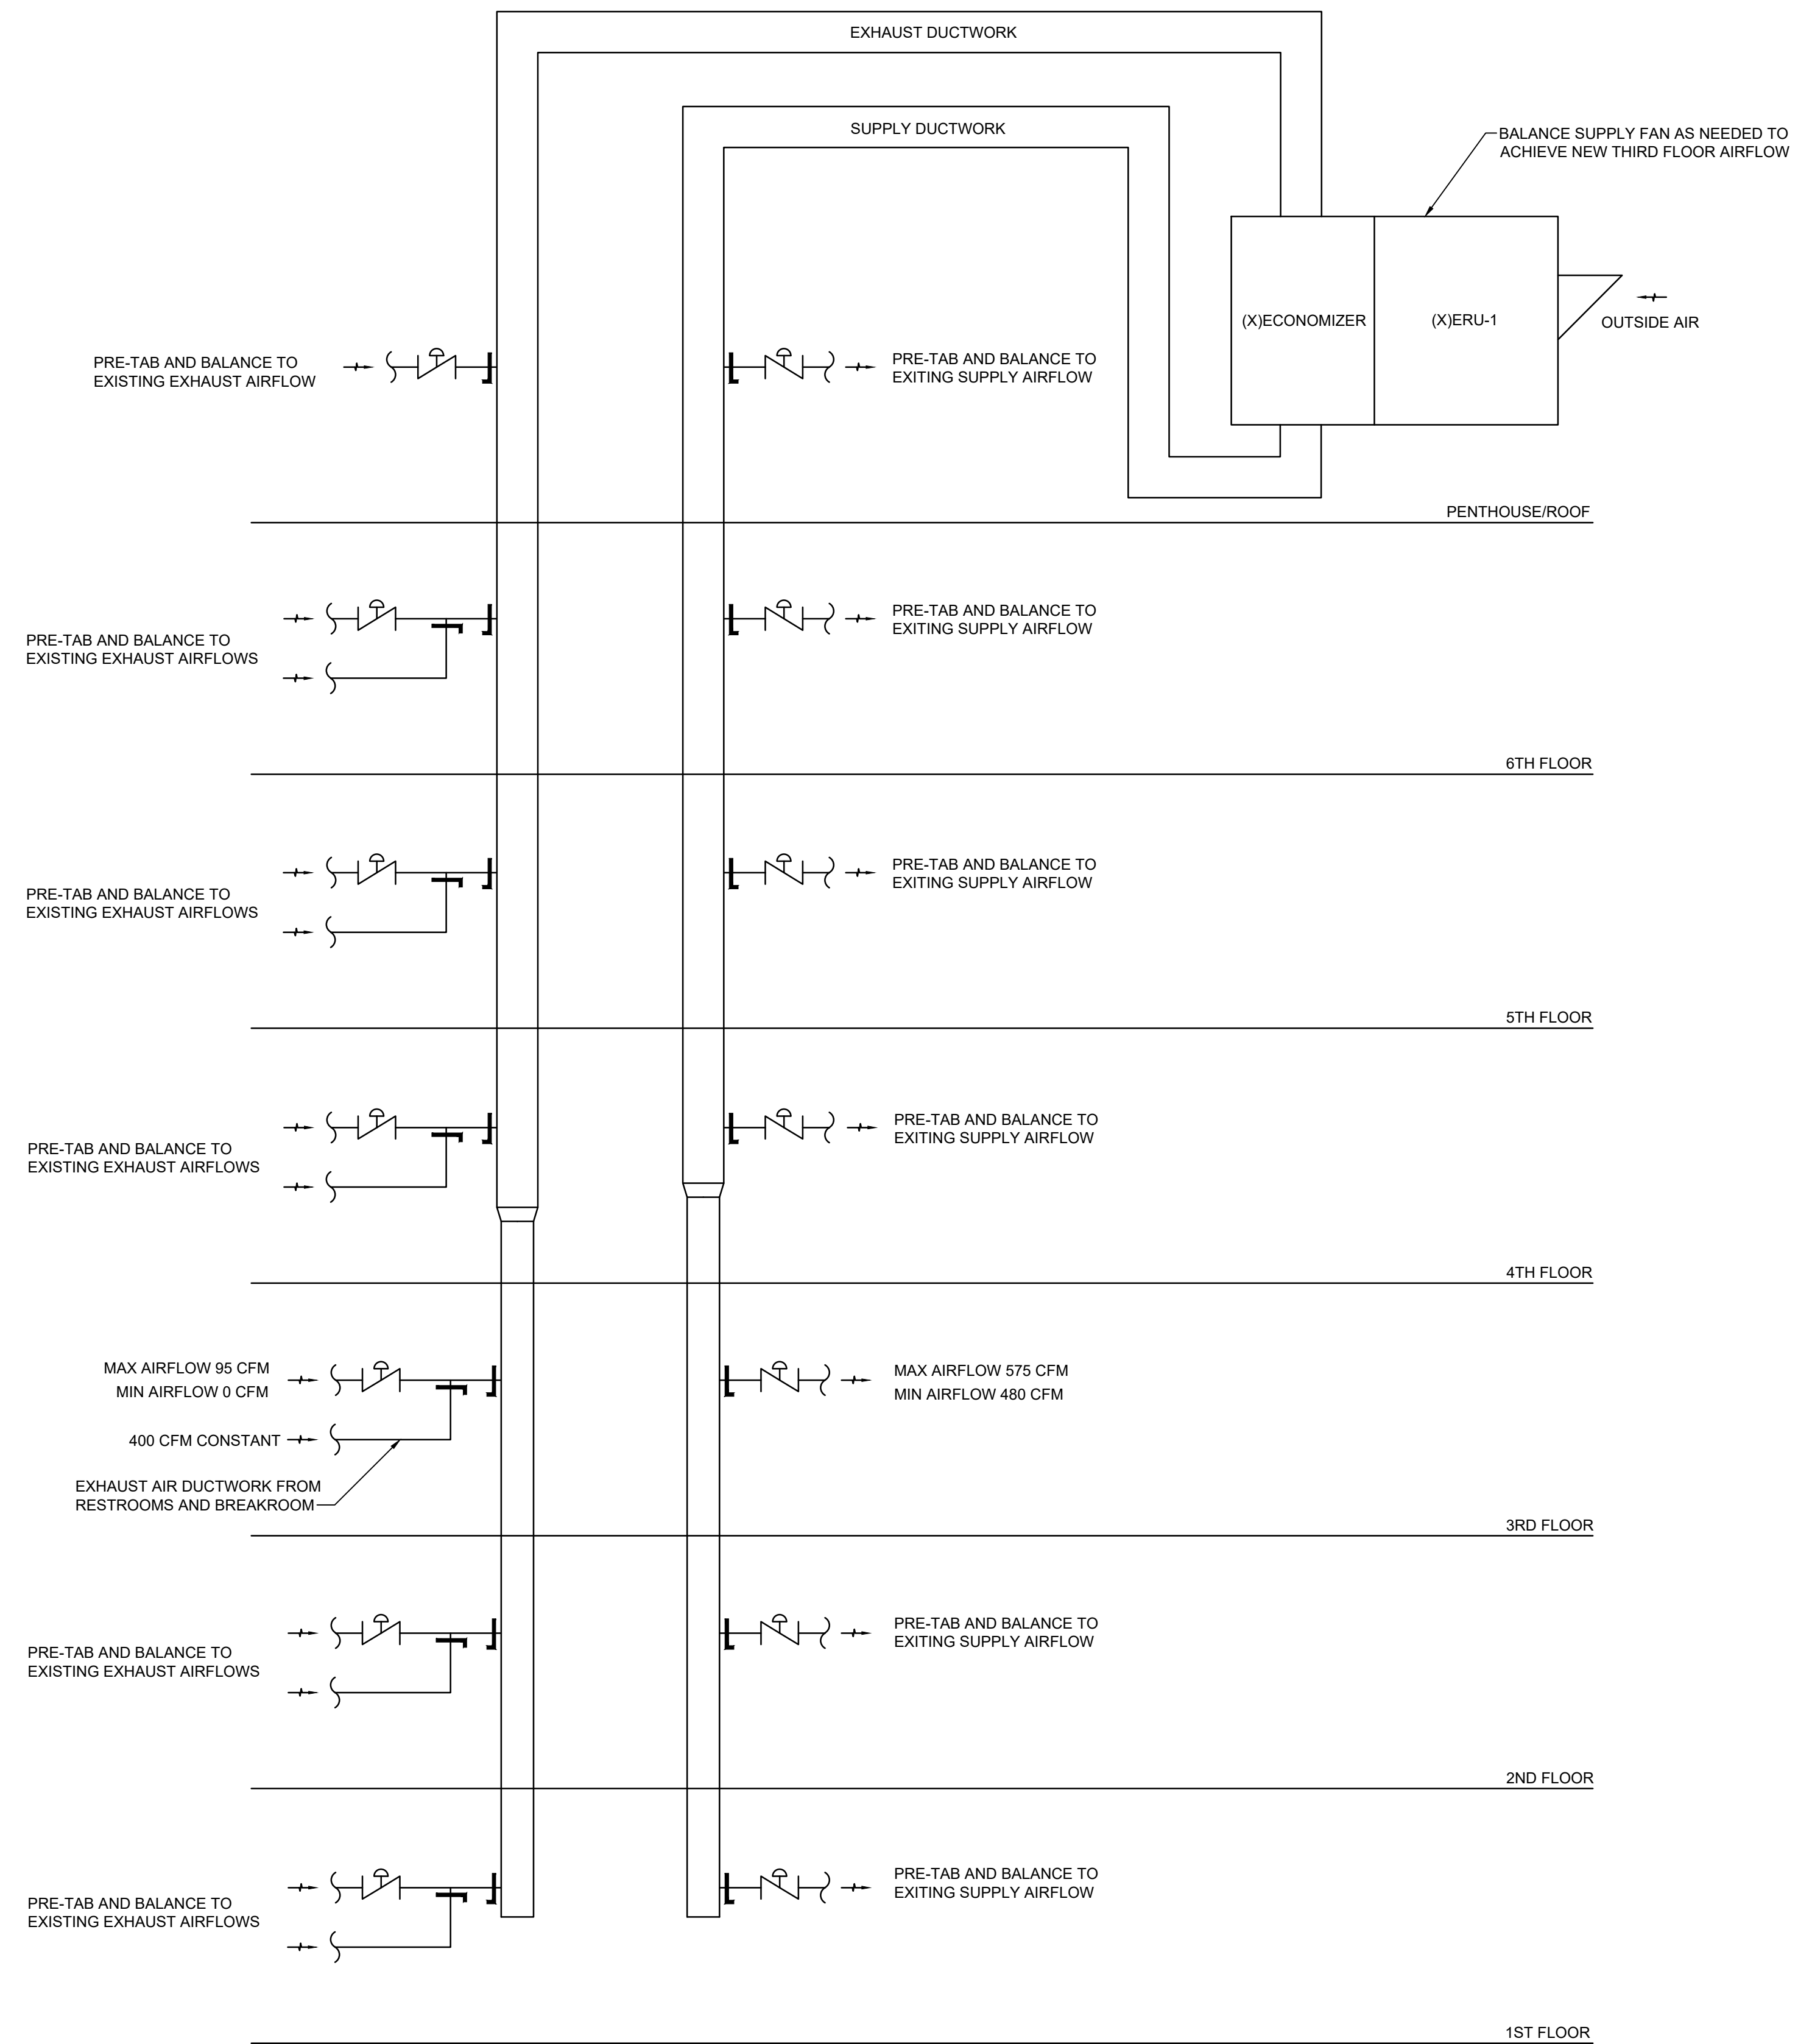 EXHAUST DUCTWORK
SUPPLY DUCTWORK
BALANCE SUPPLY FAN AS NEEDED TO
ACHIEVE NEW THIRD FLOOR AIRFLOW
(X)ECONOMIZER
(X)ERU-1
OUTSIDE AIR
PRE-TAB AND BALANCE TO
EXISTING EXHAUST AIRFLOW
PRE-TAB AND BALANCE TO
EXITING SUPPLY AIRFLOW
PENTHOUSE/ROOF
PRE-TAB AND BALANCE TO
EXISTING EXHAUST AIRFLOWS
PRE-TAB AND BALANCE TO
EXITING SUPPLY AIRFLOW
6TH FLOOR
PRE-TAB AND BALANCE TO
EXISTING EXHAUST AIRFLOWS
PRE-TAB AND BALANCE TO
EXITING SUPPLY AIRFLOW
5TH FLOOR
PRE-TAB AND BALANCE TO
EXISTING EXHAUST AIRFLOWS
PRE-TAB AND BALANCE TO
EXITING SUPPLY AIRFLOW
4TH FLOOR
MAX AIRFLOW 95 CFM
MIN AIRFLOW 0 CFM
400 CFM CONSTANT
EXHAUST AIR DUCTWORK FROM
RESTROOMS AND BREAKROOM
MAX AIRFLOW 575 CFM
MIN AIRFLOW 480 CFM
3RD FLOOR
PRE-TAB AND BALANCE TO
EXISTING EXHAUST AIRFLOWS
PRE-TAB AND BALANCE TO
EXITING SUPPLY AIRFLOW
2ND FLOOR
PRE-TAB AND BALANCE TO
EXISTING EXHAUST AIRFLOWS
PRE-TAB AND BALANCE TO
EXITING SUPPLY AIRFLOW
1ST FLOOR